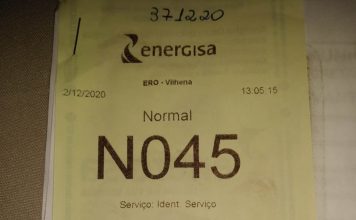 371220
energisa
ERO - Vilhena
2/12/2020 13:05:15
Normal
N045
Serviço: Ident. Serviço